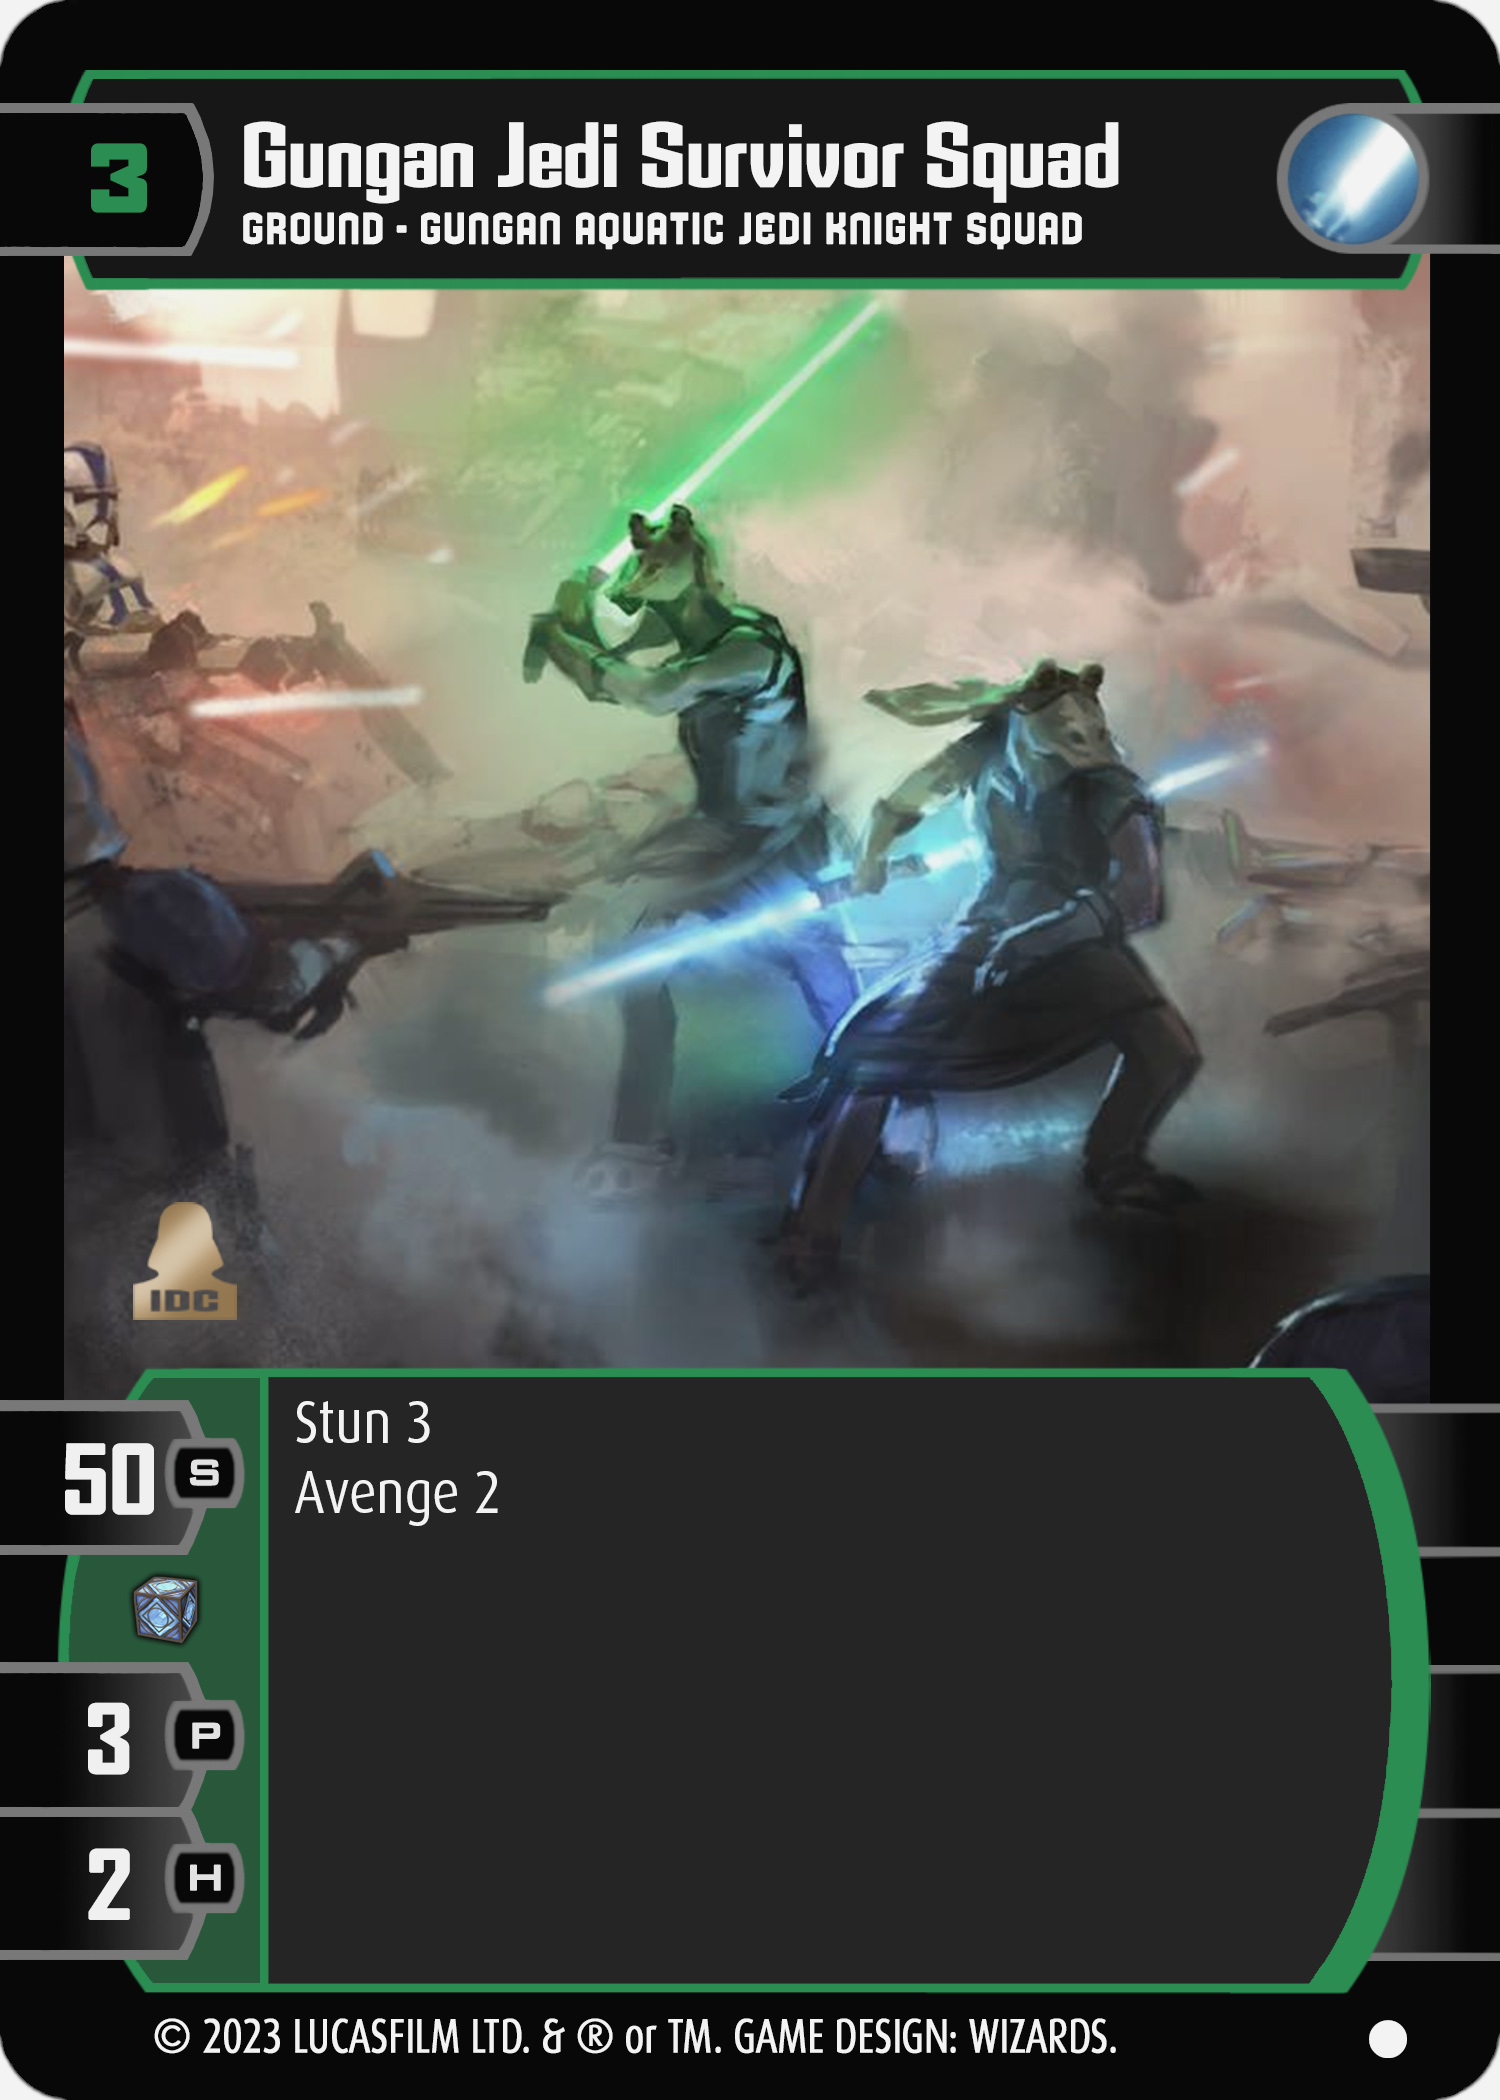 3
Gungan Jedi Survivor Squad
GROUND - GUNGAN AQUATIC JEDI KNIGHT SQUAD
IDC
50 S
Stun 3
Avenge 2
3 P
2 H
© 2023 LUCASFILM LTD. & ® or TM. GAME DESIGN: WIZARDS.